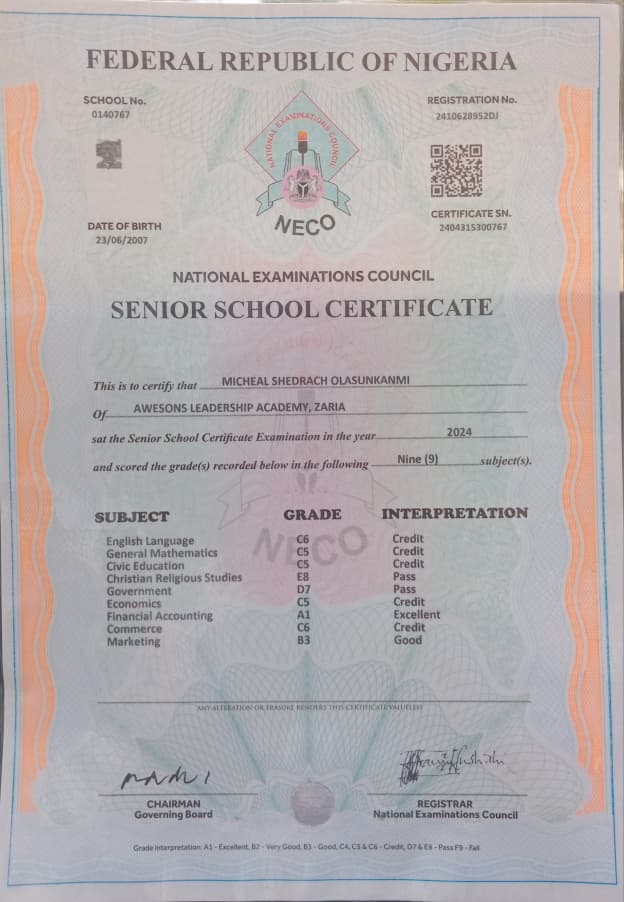 FEDERAL REPUBLIC OF NIGERIA
SCHOOL No.
0140767
REGISTRATION No.
2410628952DJ
NATIONAL EXAMINATIONS COUNCIL
NECO
DATE OF BIRTH
23/06/2007
CERTIFICATE SN.
2404315300767
NATIONAL EXAMINATIONS COUNCIL
SENIOR SCHOOL CERTIFICATE
This is to certify that MICHEAL SHEDRACH OLASUNKANMI
Of AWESONS LEADERSHIP ACADEMY, ZARIA
sat the Senior School Certificate Examination in the year 2024
and scored the grade(s) recorded below in the following Nine (9) subject(s).
NECO
SUBJECT GRADE INTERPRETATION
English Language C6 Credit
General Mathematics C5 Credit
Civic Education C5 Credit
Christian Religious Studies E8 Pass
Government D7 Pass
Economics C5 Credit
Financial Accounting A1 Excellent
Commerce C6 Credit
Marketing B3 Good
ANY ALTERATION OR ERASURE RENDERS THIS CERTIFICATE VALUELESS
CHAIRMAN
Governing Board
REGISTRAR
National Examinations Council
Grade Interpretation: A1 - Excellent, B2 - Very Good, B3 - Good, C4, C5 & C6 - Credit, D7 & E8 - Pass F9 - Fail